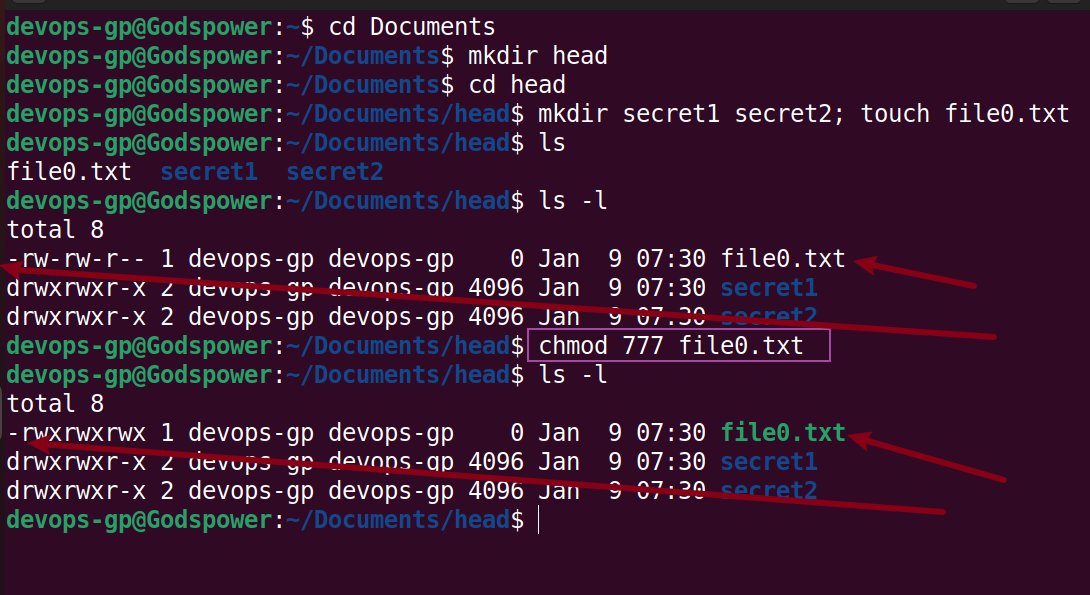 devops-gp@Godspower:~$ cd Documents
devops-gp@Godspower:~/Documents$ mkdir head
devops-gp@Godspower:~/Documents$ cd head
devops-gp@Godspower:~/Documents/head$ mkdir secret1 secret2; touch file0.txt
devops-gp@Godspower:~/Documents/head$ ls
file0.txt  secret1  secret2
devops-gp@Godspower:~/Documents/head$ ls -l
total 8
-rw-rw-r-- 1 devops-gp devops-gp    0 Jan  9 07:30 file0.txt
drwxrwxr-x 2 devops-gp devops-gp 4096 Jan  9 07:30 secret1
drwxrwxr-x 2 devops-gp devops-gp 4096 Jan  9 07:30 secret2
devops-gp@Godspower:~/Documents/head$ chmod 777 file0.txt
devops-gp@Godspower:~/Documents/head$ ls -l
total 8
-rwxrwxrwx 1 devops-gp devops-gp    0 Jan  9 07:30 file0.txt
drwxrwxr-x 2 devops-gp devops-gp 4096 Jan  9 07:30 secret1
drwxrwxr-x 2 devops-gp devops-gp 4096 Jan  9 07:30 secret2
devops-gp@Godspower:~/Documents/head$